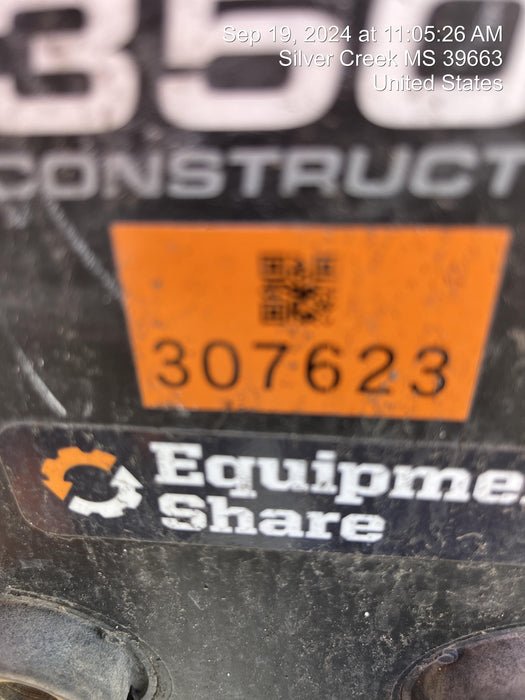 Sep 19, 2024 at 11:05:26 AM
Silver Creek MS 39663
United States
350
CONSTRUCT
307623
Equipme
Share